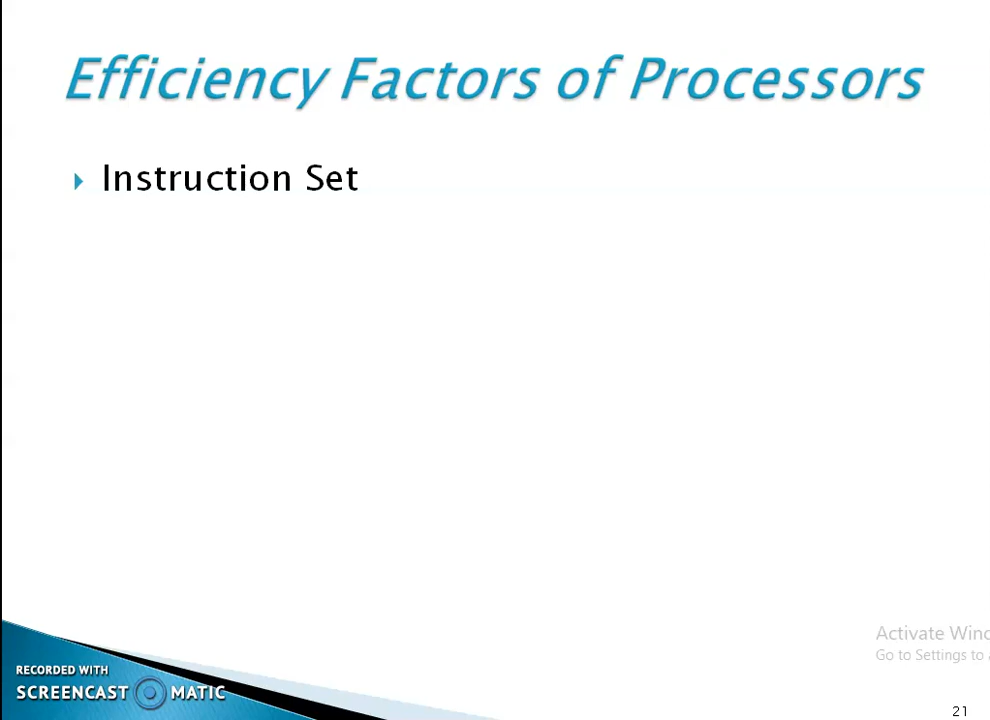 Efficiency Factors of Processors
Instruction Set
Activate Wind
Go to Settings to
RECORDED WITH
SCREENCAST MATIC
21